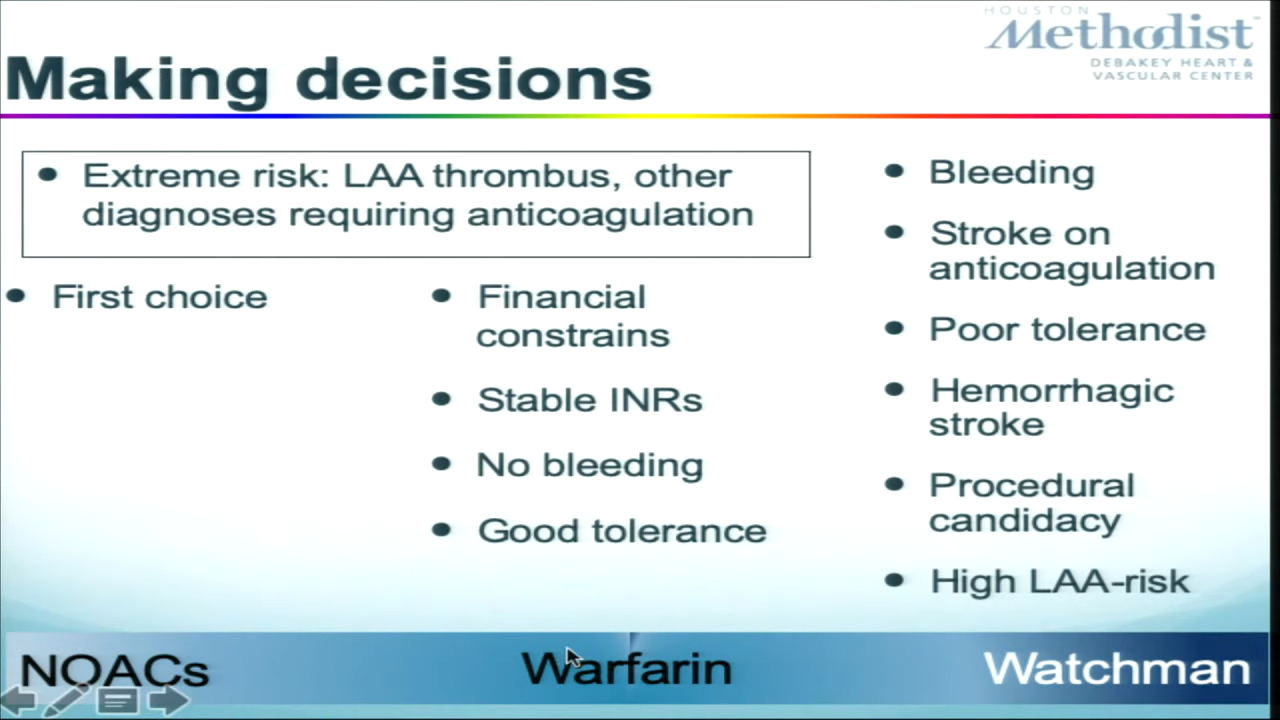 HOUSTON
Methodist
DEBAKEY HEART &
VASCULAR CENTER
Making decisions
• Extreme risk: LAA thrombus, other
diagnoses requiring anticoagulation
• First choice
• Financial
constrains
• Stable INRs
• No bleeding
• Good tolerance
• Bleeding
• Stroke on
anticoagulation
• Poor tolerance
• Hemorrhagic
stroke
• Procedural
candidacy
• High LAA-risk
NOACs
Warfarin
Watchman